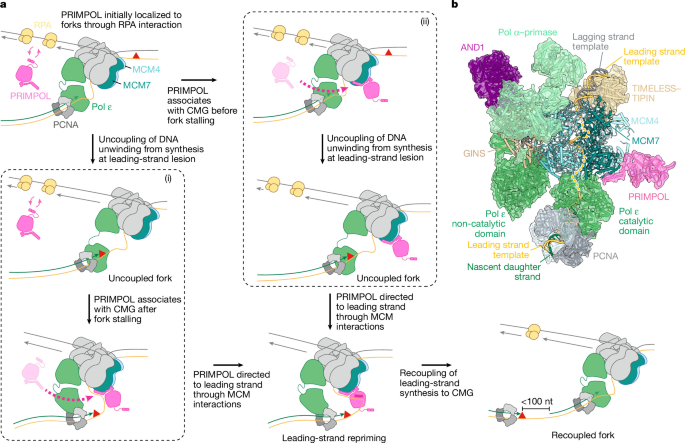 a
PRIMPOL initially localized to
forks through RPA interaction
RPA
PRIMPOL
MCM4
MCM7
Pol ε
PCNA
PRIMPOL
associates
with CMG before
fork stalling
(ii)
Uncoupling of DNA
unwinding from synthesis
at leading-strand lesion
Uncoupling of DNA
unwinding from synthesis
at leading-strand lesion
(i)
Uncoupled fork
Uncoupled fork
PRIMPOL associates
with CMG after
fork stalling
PRIMPOL directed
to leading strand
through MCM
interactions
PRIMPOL directed
to leading strand
through MCM
interactions
Leading-strand repriming
Recoupling of
leading-strand
synthesis to CMG
<100 nt
Recoupled fork
b
Pol α–primase
Lagging strand
template
Leading strand
template
AND1
TIMELESS–
TIPIN
MCM4
MCM7
GINS
PRIMPOL
Pol ε
non-catalytic
domain
Pol ε
catalytic
domain
Leading strand
template
PCNA
Nascent daughter
strand